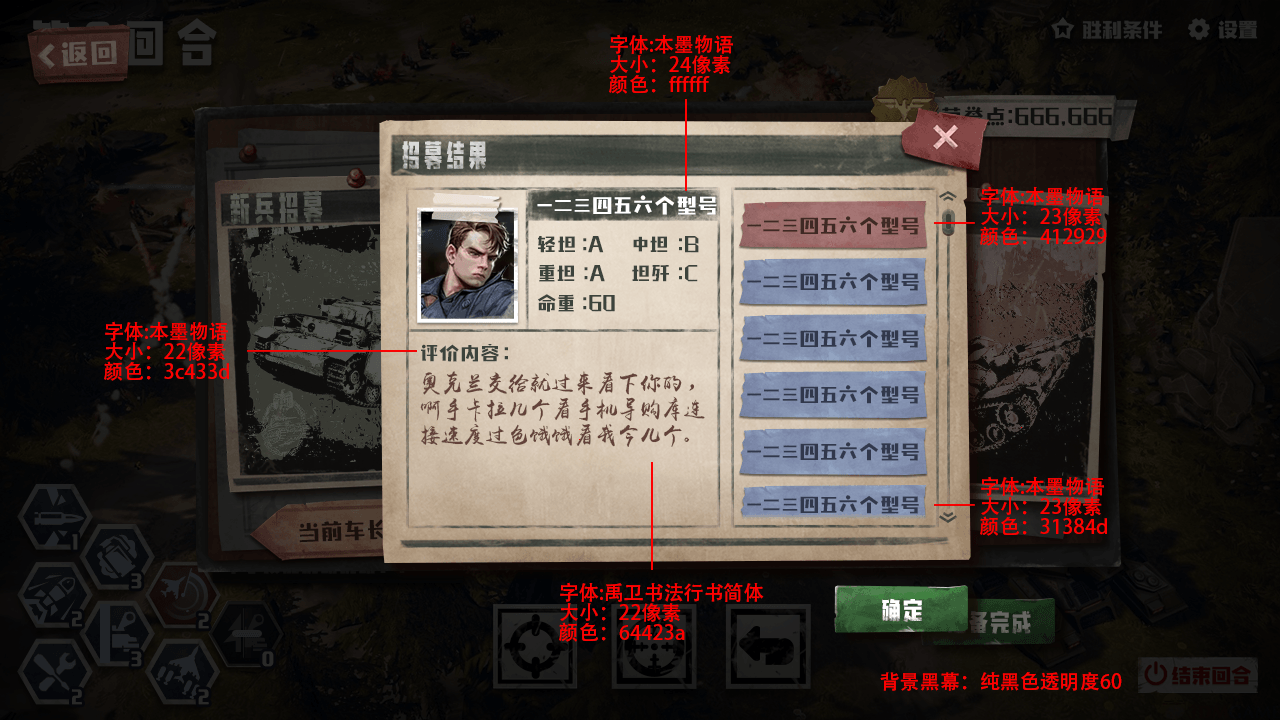 回合
返回
胜利条件
设置
字体:本墨物语
大小：24像素
颜色：ffffff
点:666,666
招募结果
新兵招募
一二三四五六个型号
轻坦:A 中坦:B
重坦:A 坦歼:C
命重:60
评价内容：
奥克兰支给就过来看下你的，
啊手卡拉几个看手机导购库连
接速度过色饿饿看我今几个。
一二三四五六个型号
一二三四五六个型号
一二三四五六个型号
一二三四五六个型号
一二三四五六个型号
一二三四五六个型号
字体:本墨物语
大小：23像素
颜色：412929
字体:本墨物语
大小：22像素
颜色：3c433d
字体:本墨物语
大小：23像素
颜色：31384d
当前车长
字体:禹卫书法行书简体
大小：22像素
颜色：64423a
确定
备完成
背景黑幕：纯黑色透明度60
结束回合
1
3
2
2
3
0
2
2